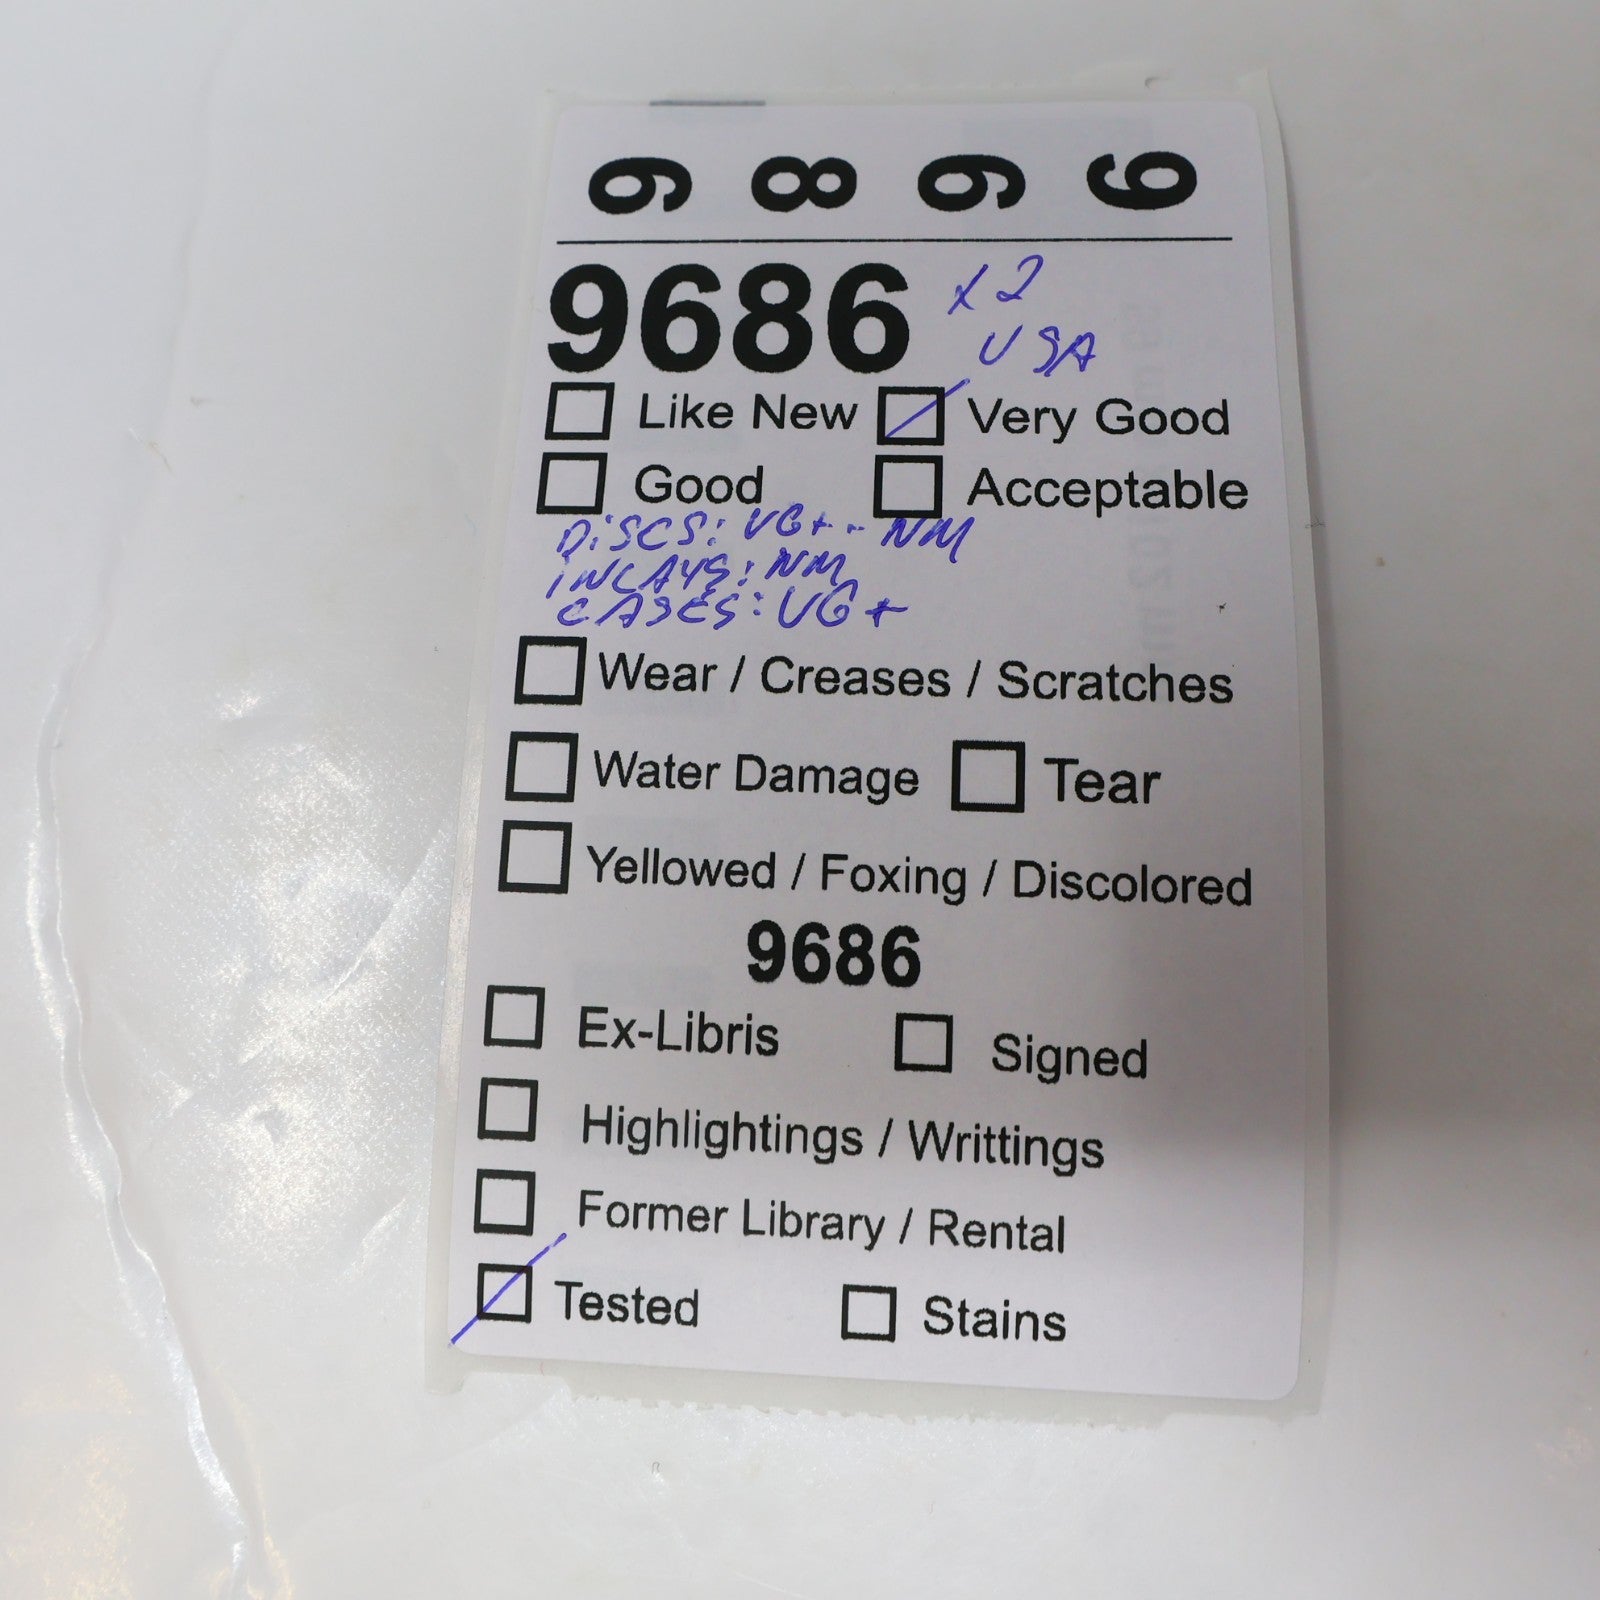 9686
9686 x2
USA
Like New Very Good
Good Acceptable
DiSCS: VG+ - NM
iNLAYS: NM
CASES: VG+
Wear / Creases / Scratches
Water Damage Tear
Yellowed / Foxing / Discolored
9686
Ex-Libris Signed
Highlightings / Writtings
Former Library / Rental
Tested Stains